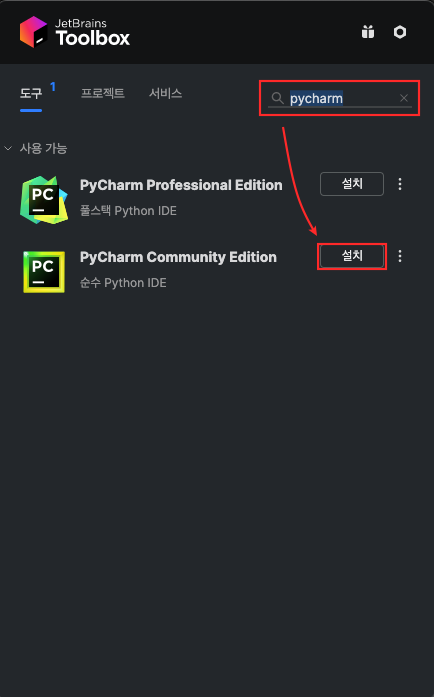 JetBrains
Toolbox
도구 1 프로젝트 서비스 pycharm
사용 가능
PC PyCharm Professional Edition 설치
풀스택 Python IDE
PC PyCharm Community Edition 설치
순수 Python IDE